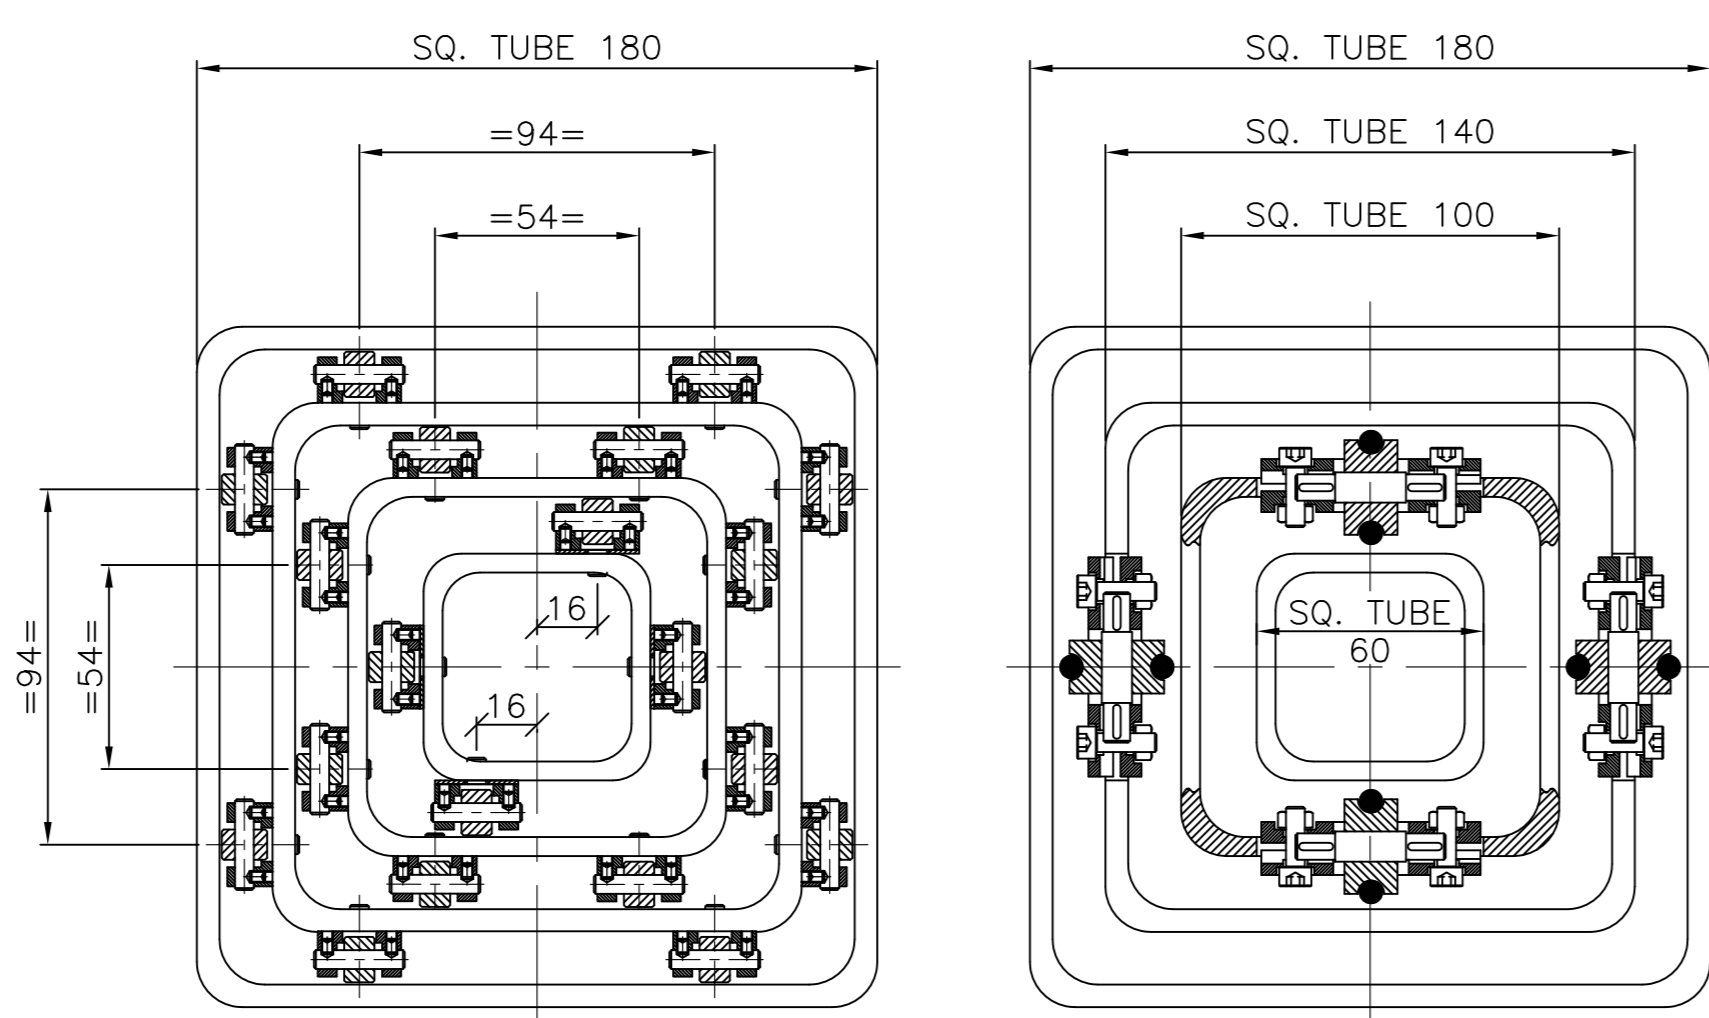 SQ. TUBE 180
=94=
=54=
=94=
=54=
16
16
SQ. TUBE 180
SQ. TUBE 140
SQ. TUBE 100
SQ. TUBE
60